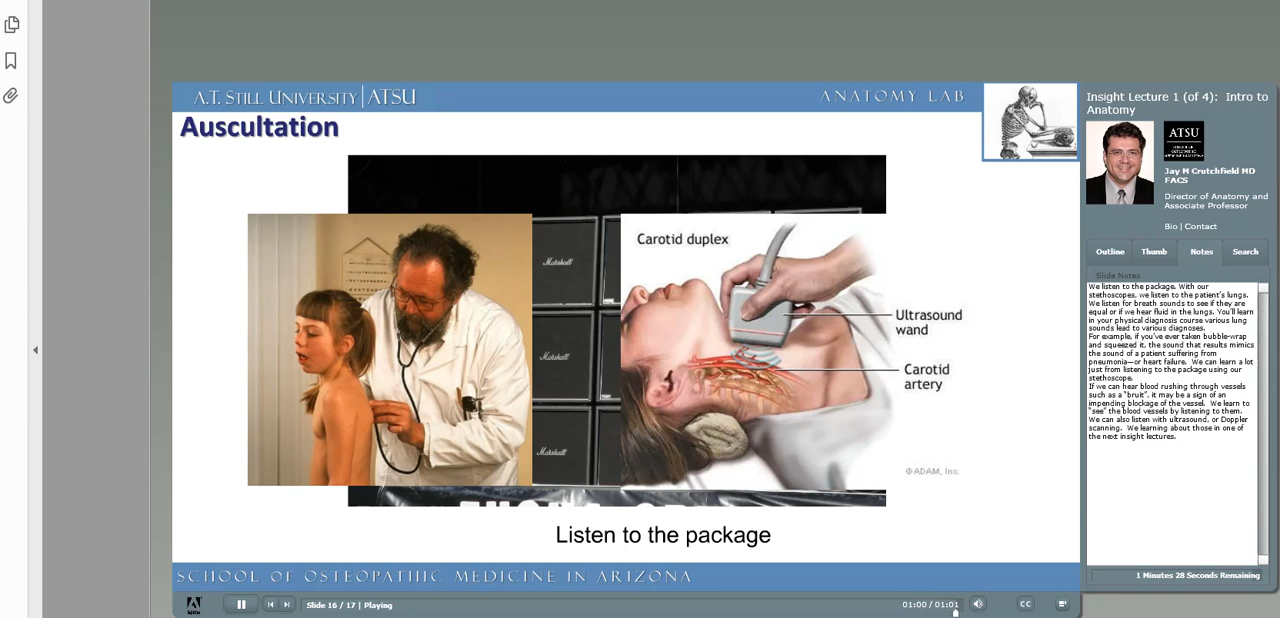 A.T. STILL UNIVERSITY | ATSU
ANATOMY LAB
Auscultation
Marshall
Marshall
Marshall
Carotid duplex
Ultrasound
wand
Carotid
artery
©ADAM, Inc.
Listen to the package
SCHOOL OF OSTEOPATHIC MEDICINE IN ARIZONA
Adobe
Slide 16 / 17 | Playing
01:00 / 01:01
CC
Insight Lecture 1 (of 4): Intro to
Anatomy
ATSU
Jay M Crutchfield MD
FACS
Director of Anatomy and
Associate Professor
Bio | Contact
Outline Thumb Notes Search
Slide Notes
We listen to the package. With our
stethoscopes, we listen to the patient's lungs.
We listen for breath sounds to see if they are
equal or if we hear fluid in the lungs. You'll learn
in your physical diagnosis course various lung
sounds lead to various diagnoses.
For example, if you've ever taken bubble-wrap
and squeezed it, the sound that results mimics
the sound of a patient suffering from
pneumonia—or heart failure. We can learn a lot
just from listening to the package using our
stethoscope.
If we can hear blood rushing through vessels
such as a "bruit", it may be a sign of an
impending blockage of the vessel. We learn to
"see" the blood vessels by listening to them.
We can also listen with ultrasound, or Doppler
scanning. We learning about those in one of
the next insight lectures.
1 Minutes 28 Seconds Remaining